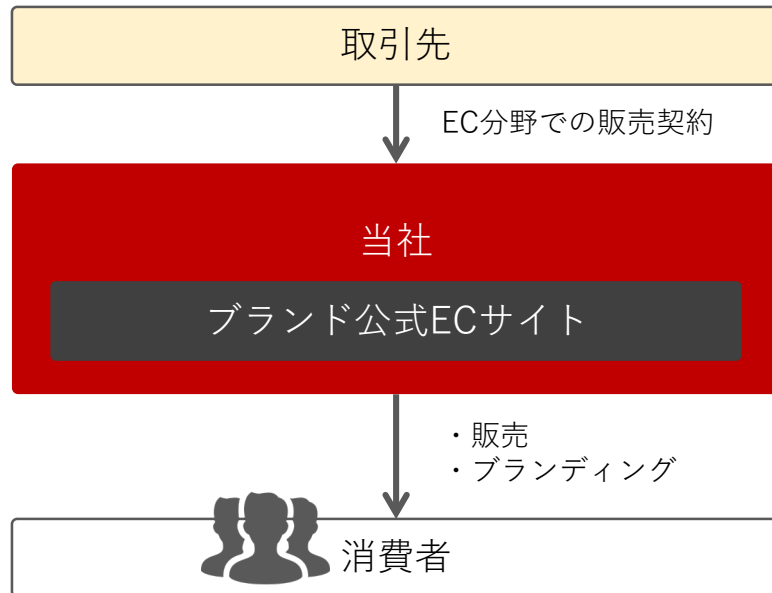 取引先
EC分野での販売契約
当社
ブランド公式ECサイト
・販売
・ブランディング
消費者